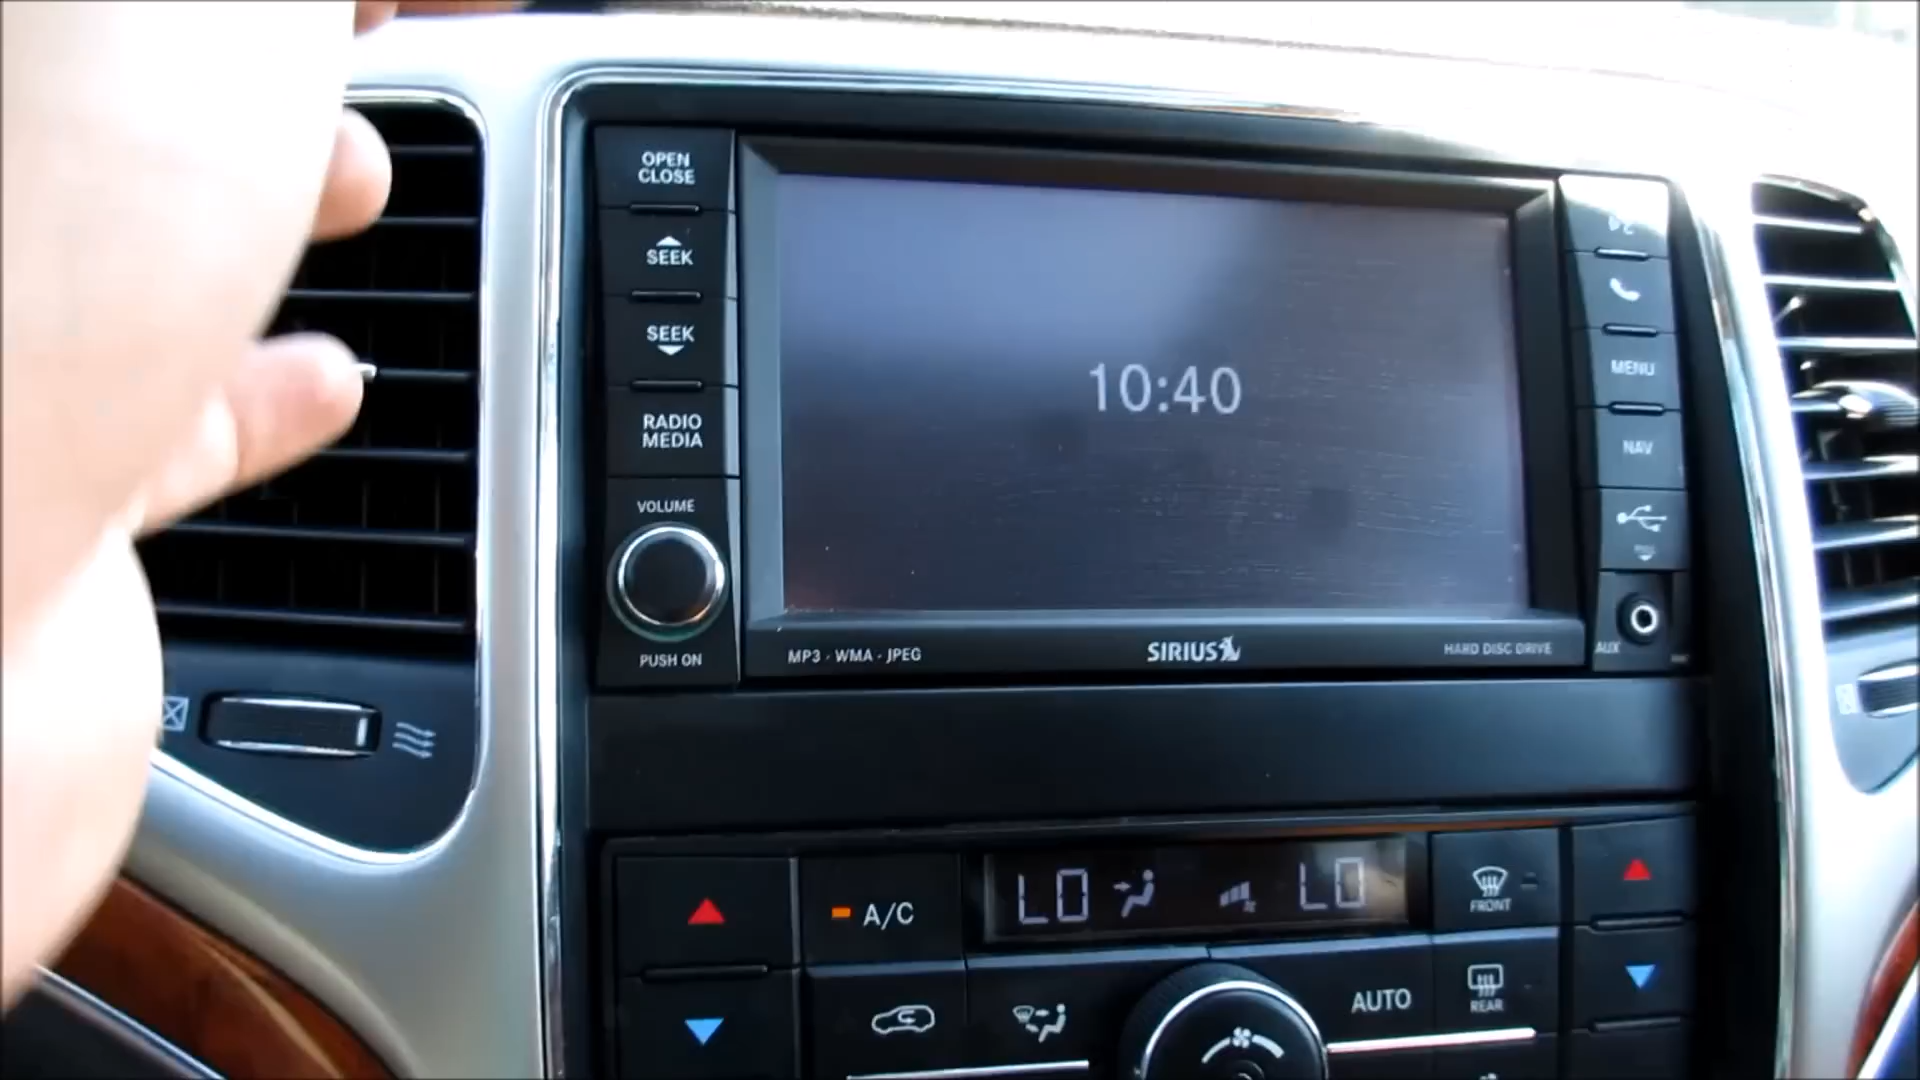 OPEN
CLOSE
SEEK
SEEK
RADIO
MEDIA
VOLUME
PUSH ON
10:40
MP3 - WMA - JPEG
SIRIUS
HARD DISC DRIVE
MENU
NAV
AUX
A/C
LO
LO
FRONT
AUTO
REAR